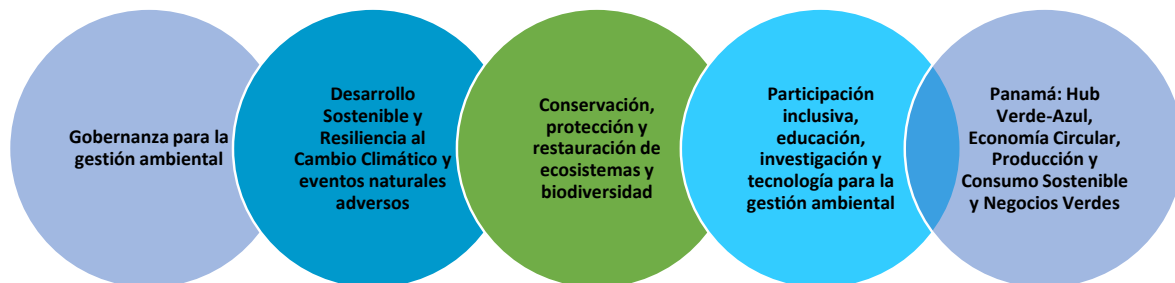 Gobernanza para la
gestión ambiental
Desarrollo
Sostenible y
Resiliencia al
Cambio Climático y
eventos naturales
adversos
Conservación,
protección y
restauración de
ecosistemas y
biodiversidad
Participación
inclusiva,
educación,
investigación y
tecnología para la
gestión ambiental
Panamá: Hub
Verde-Azul,
Economía Circular,
Producción y
Consumo Sostenible
y Negocios Verdes